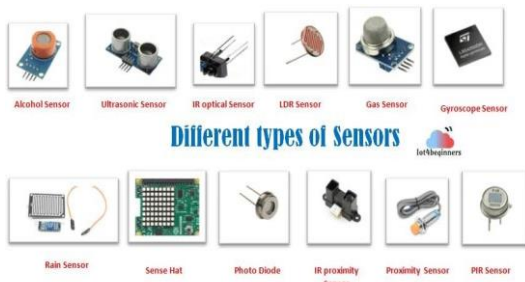 Alcohol Sensor
Ultrasonic Sensor
IR optical Sensor
LDR Sensor
Gas Sensor
Gyroscope Sensor
Different types of Sensors
Iot4beginners
Rain Sensor
Sense Hat
Photo Diode
IR proximity
Proximity Sensor
PIR Sensor